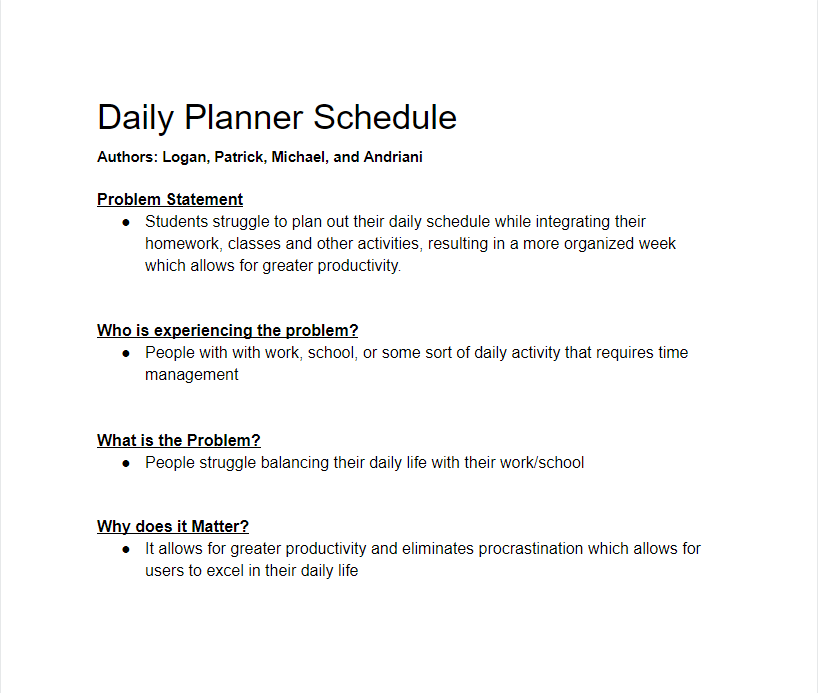 Daily Planner Schedule
Authors: Logan, Patrick, Michael, and Andriani
Problem Statement
● Students struggle to plan out their daily schedule while integrating their
homework, classes and other activities, resulting in a more organized week
which allows for greater productivity.
Who is experiencing the problem?
● People with with work, school, or some sort of daily activity that requires time
management
What is the Problem?
● People struggle balancing their daily life with their work/school
Why does it Matter?
● It allows for greater productivity and eliminates procrastination which allows for
users to excel in their daily life